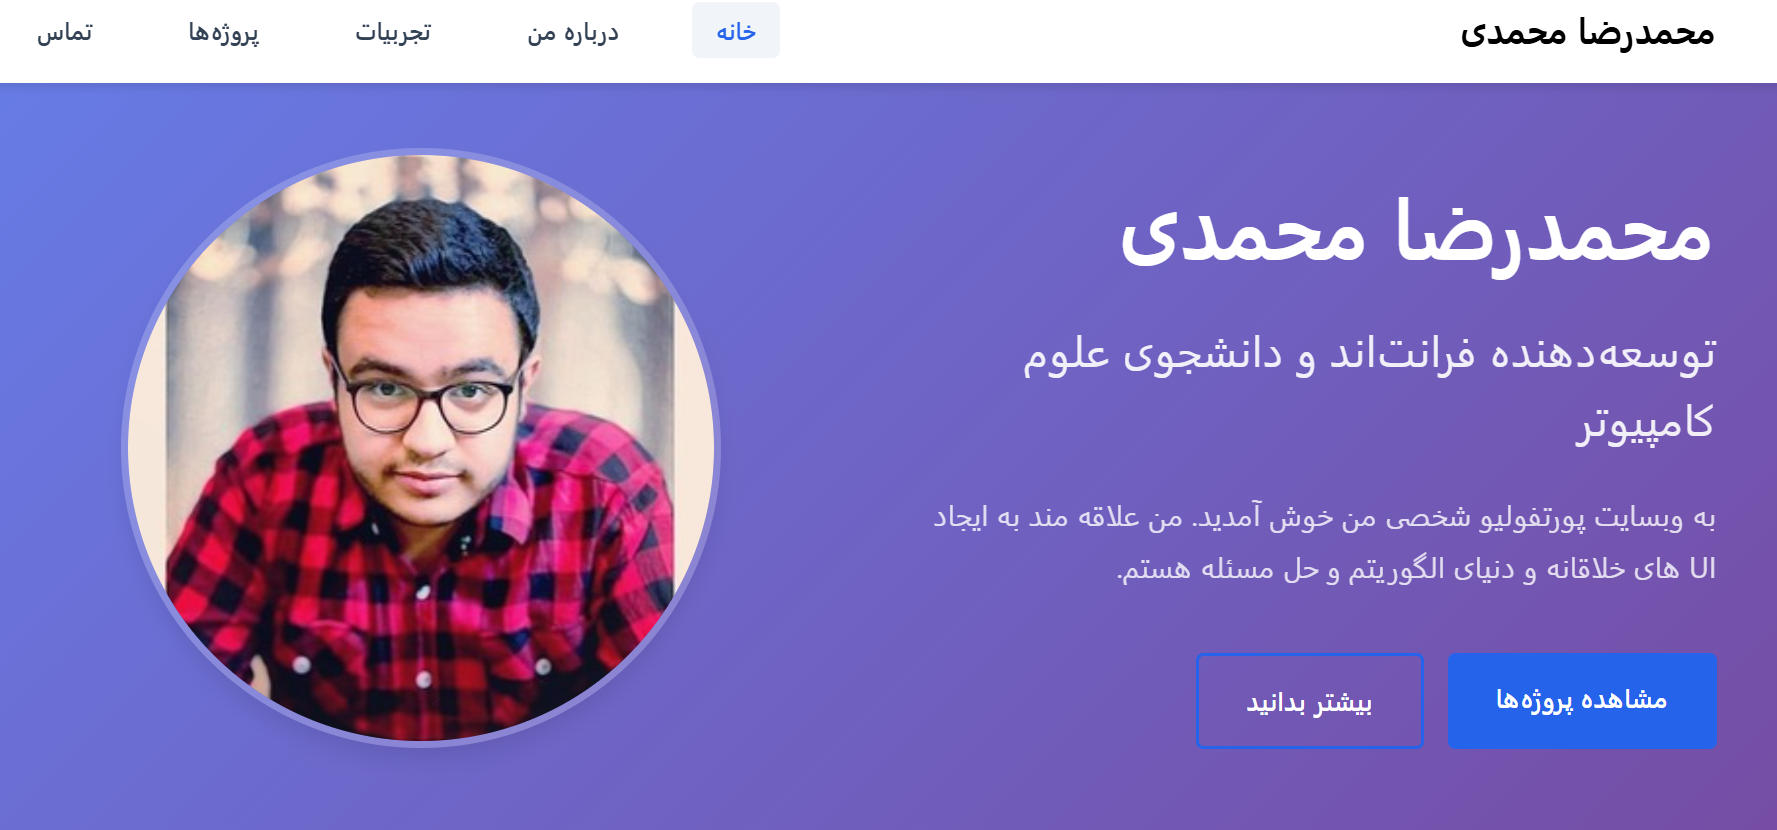 محمدرضا محمدی
خانه
درباره من
تجربیات
پروژه‌ها
تماس
محمدرضا محمدی
توسعه‌دهنده فرانت‌اند و دانشجوی علوم
کامپیوتر
به وبسایت پورتفولیو شخصی من خوش آمدید. من علاقه مند به ایجاد
UI های خلاقانه و دنیای الگوریتم و حل مسئله هستم.
مشاهده پروژه‌ها
بیشتر بدانید